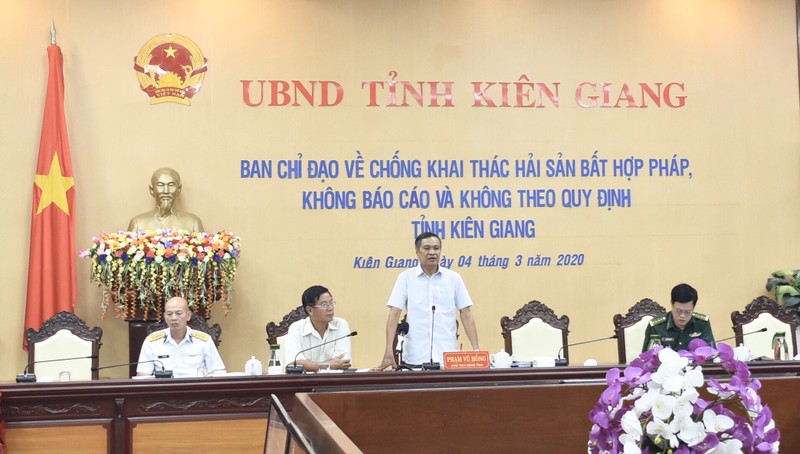 UBND TỈNH KIÊN GIANG
BAN CHỈ ĐẠO VỀ CHỐNG KHAI THÁC HẢI SẢN BẤT HỢP PHÁP,
KHÔNG BÁO CÁO VÀ KHÔNG THEO QUY ĐỊNH
TỈNH KIÊN GIANG
Kiên Giang, ngày 04 tháng 3 năm 2020
PHẠM VŨ HỒNG